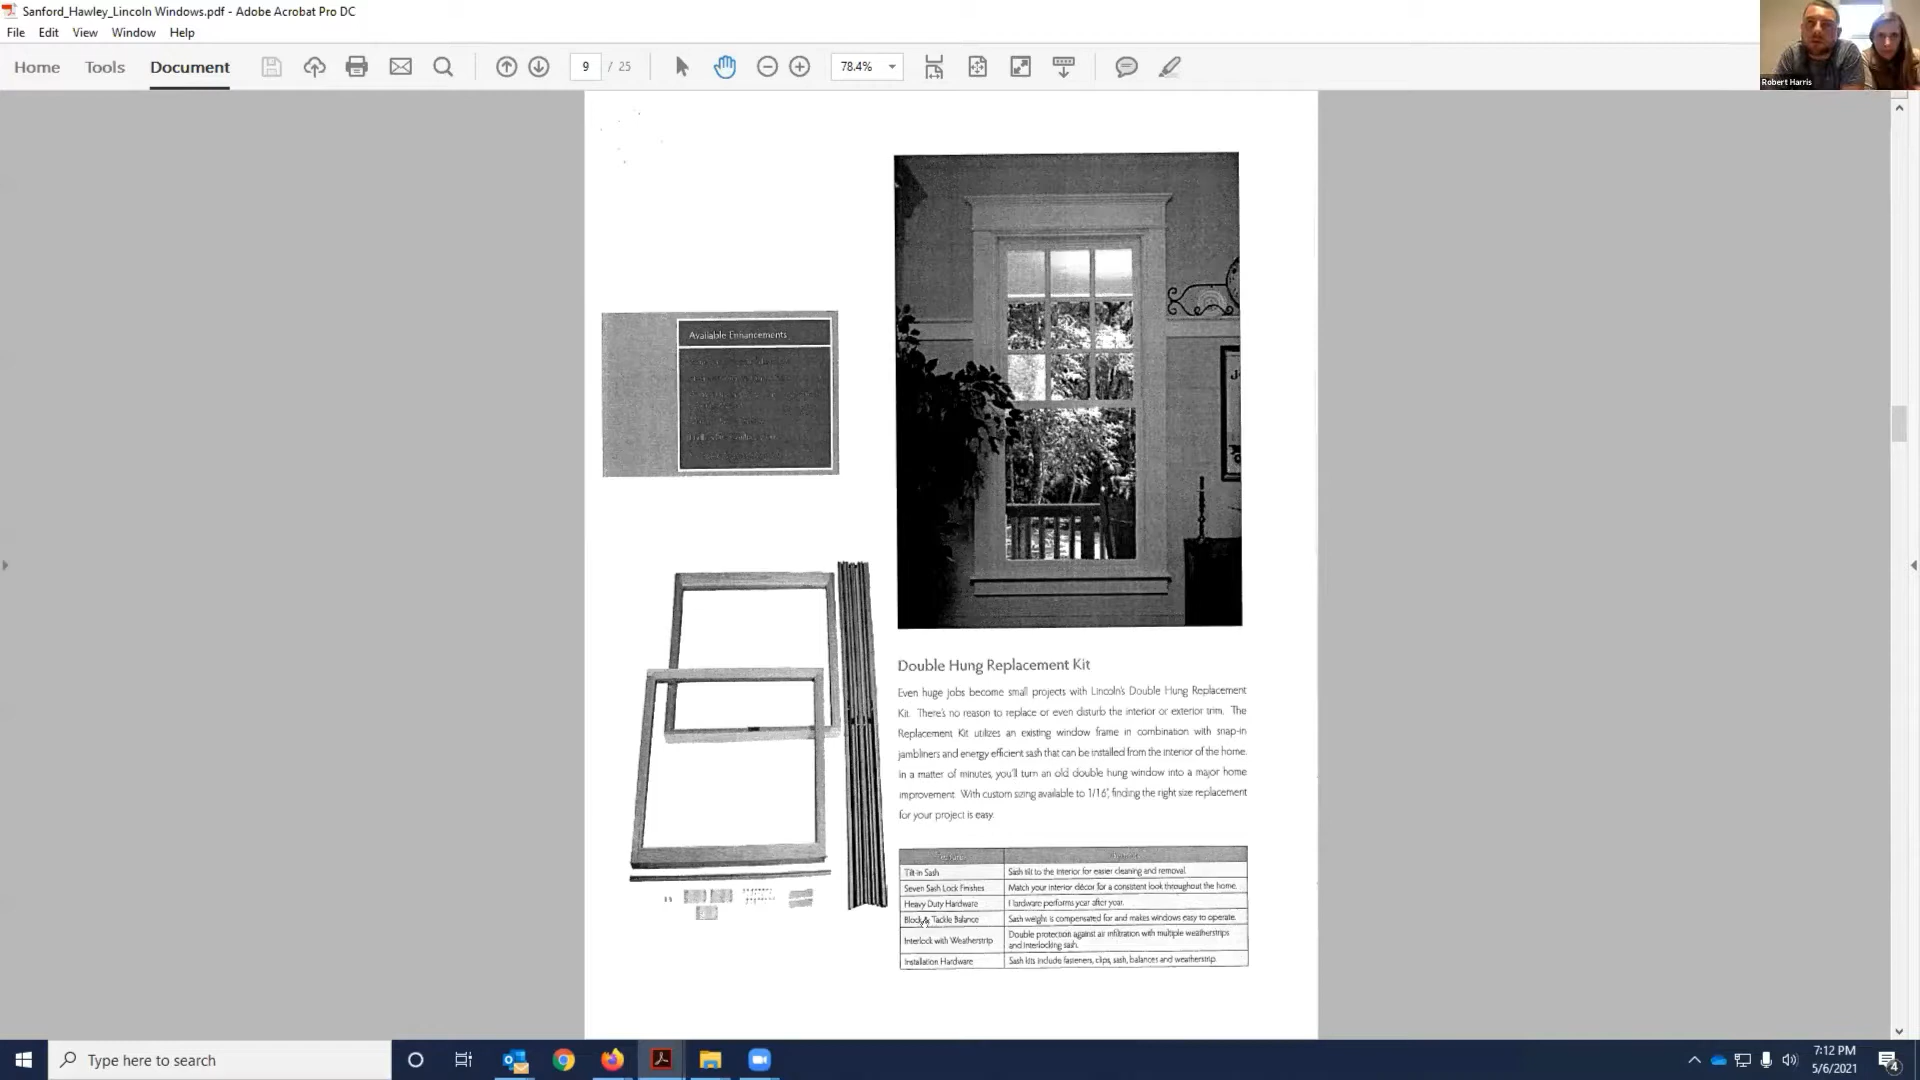 Sanford_Hawley_Lincoln Windows.pdf - Adobe Acrobat Pro DC
File Edit View Window Help
Home Tools Document 9 / 25 78.4%
Robert Harris
Available Enhancements
Double Hung Replacement Kit
Even huge jobs become small projects with Lincoln's Double Hung Replacement
Kit. There's no reason to replace or even disturb the interior or exterior trim. The
Replacement Kit utilizes an existing window frame in combination with snap-in
jambliners and energy efficient sash that can be installed from the interior of the home.
In a matter of minutes, you'll turn an old double hung window into a major home
improvement. With custom sizing available to 1/16", finding the right size replacement
for your project is easy.
Tilt-in Sash Sash tilt to the interior for easier cleaning and removal.
Seven Sash Lock Finishes Match your interior décor for a consistent look throughout the home.
Heavy Duty Hardware Hardware performs year after year.
Block & Tackle Balance Sash weight is compensated for and makes windows easy to operate.
Interlock with Weatherstrip Double protection against air infiltration with multiple weatherstrips
and interlocking sash.
Installation Hardware Sash kits include fasteners, clips, sash, balances and weatherstrip.
Type here to search
7:12 PM
5/6/2021
4